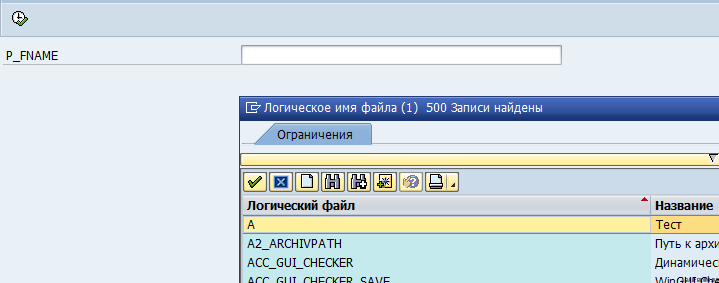 P_FNAME
Логическое имя файла (1) 500 Записи найдены
Ограничения
Логический файл Название
A Тест
A2_ARCHIVPATH Путь к архи
ACC_GUI_CHECKER Динамичес
ACC_GUI_CHECKER_SAVE